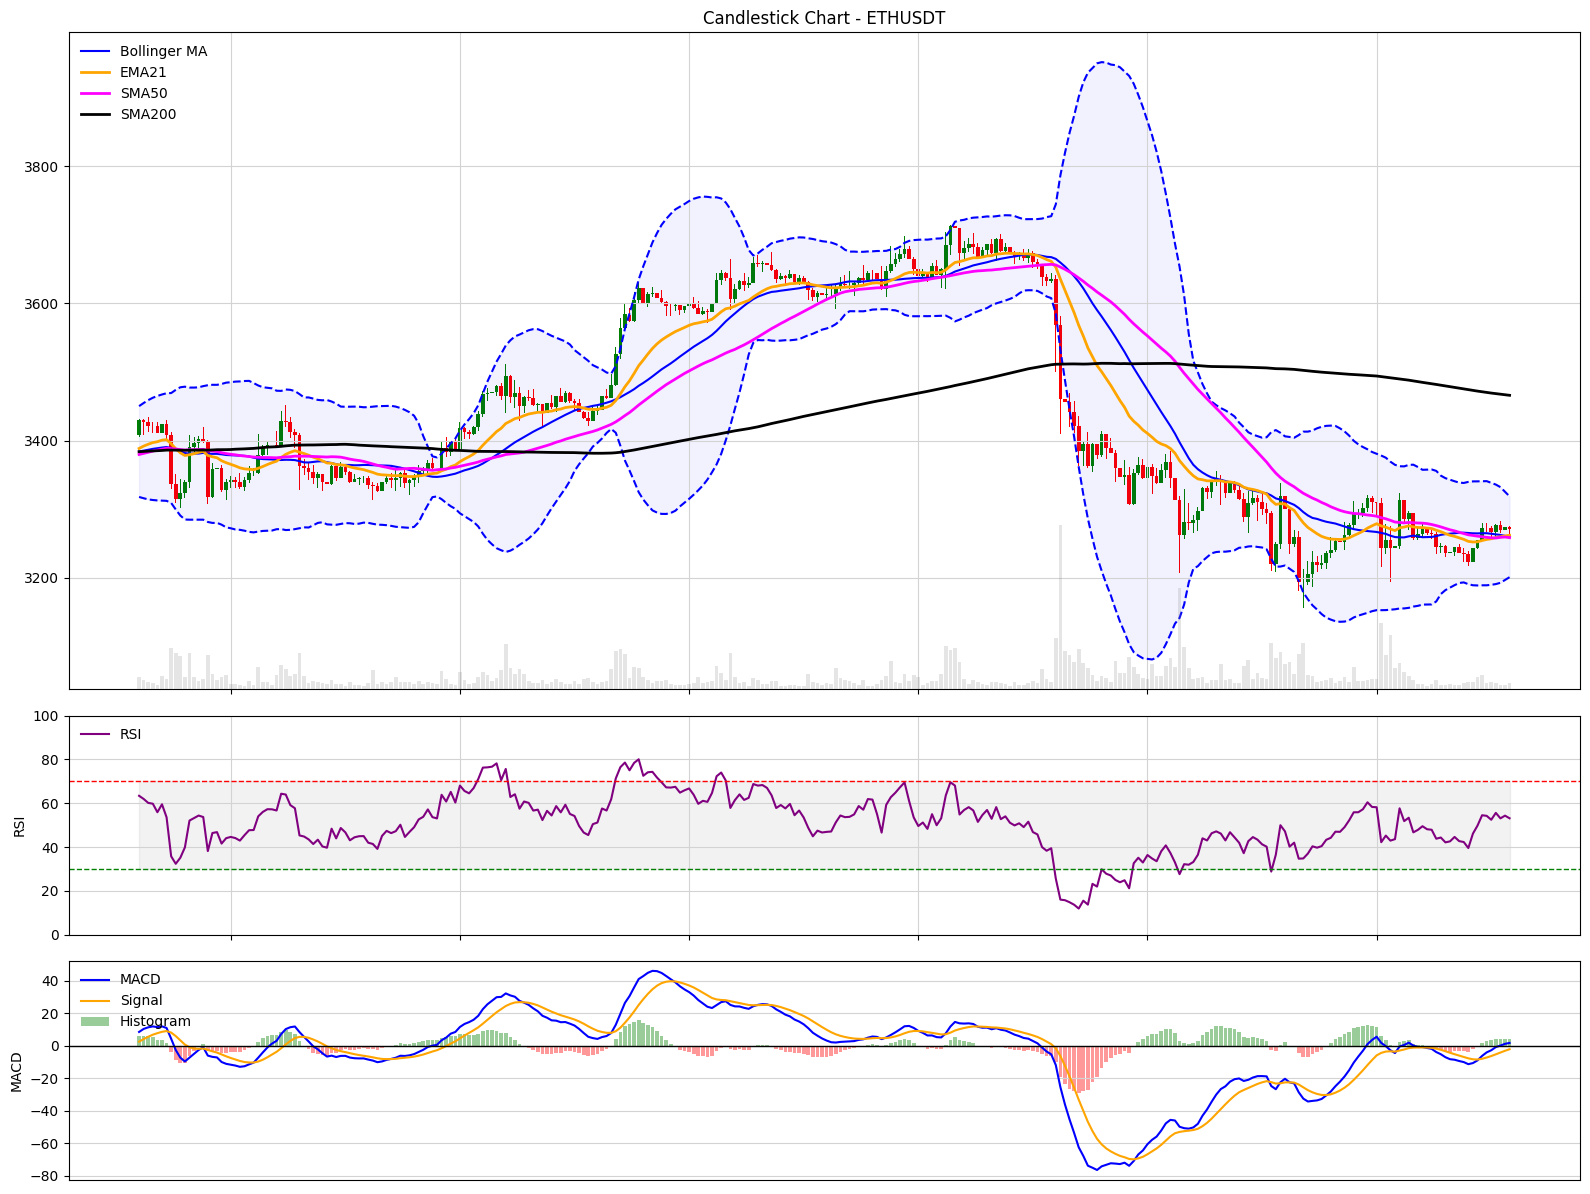 Candlestick Chart - ETHUSDT
Bollinger MA
EMA21
SMA50
SMA200
3800
3600
3400
3200
100
80
60
40
20
0
RSI
RSI
40
20
0
−20
−40
−60
−80
MACD
MACD
Signal
Histogram